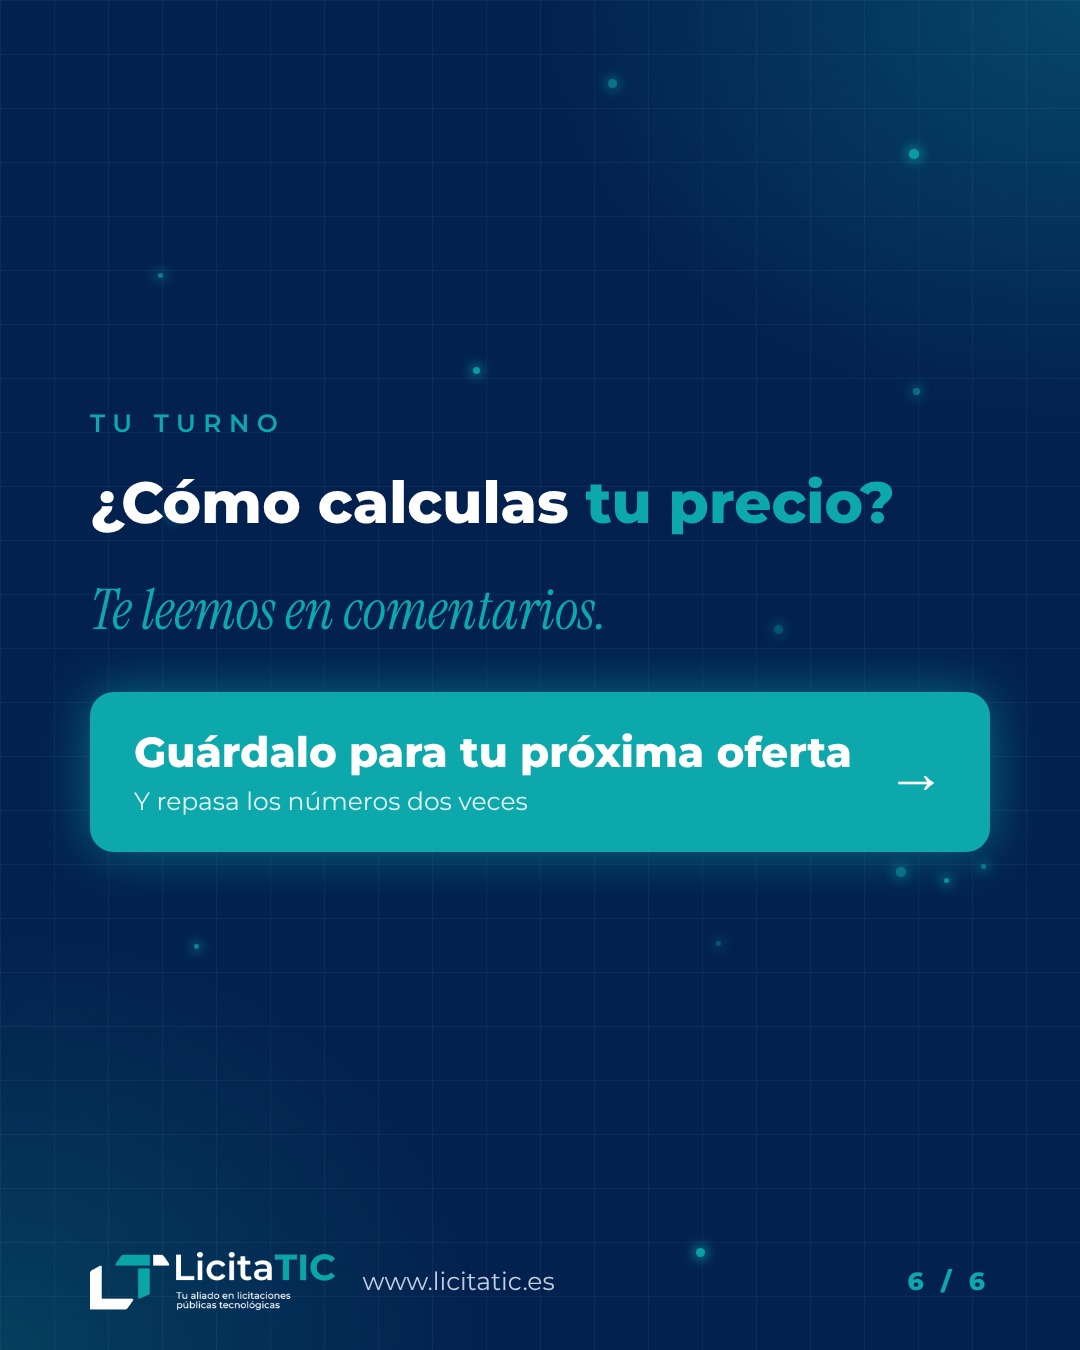 TU TURNO
¿Cómo calculas tu precio?
Te leemos en comentarios.
Guárdalo para tu próxima oferta
Y repasa los números dos veces
→
LicitaTIC
Tu aliado en licitaciones
públicas tecnológicas
www.licitatic.es
6 / 6